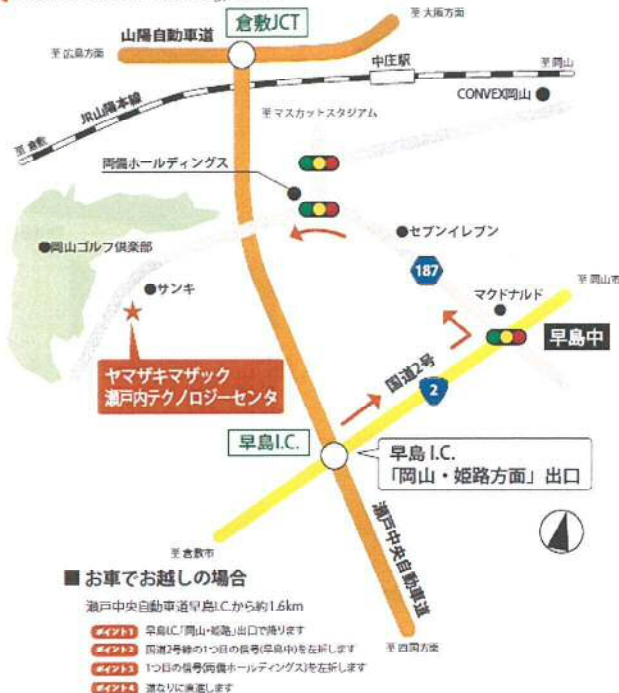 至 大阪方面
倉敷JCT
山陽自動車道
至 広島方面
中庄駅
至 岡山
CONVEX岡山
JR山陽本線
至 マスカットスタジアム
至 倉敷
両備ホールディングス
岡山ゴルフ倶楽部
セブンイレブン
187
サンキ
マクドナルド
至 岡山市
早島中
ヤマザキマザック
瀬戸内テクノロジーセンタ
国道2号
2
早島I.C.
早島 I.C.
「岡山・姫路方面」出口
瀬戸中央自動車道
至 倉敷市
■ お車でお越しの場合
瀬戸中央自動車道早島I.C.から約1.6km
至 四国方面
ポイント1 早島I.C.「岡山・姫路」出口で降ります
ポイント2 国道2号線の1つ目の信号(早島中)を左折します
ポイント3 1つ目の信号(両備ホールディングス)を左折します
ポイント4 道なりに直進します